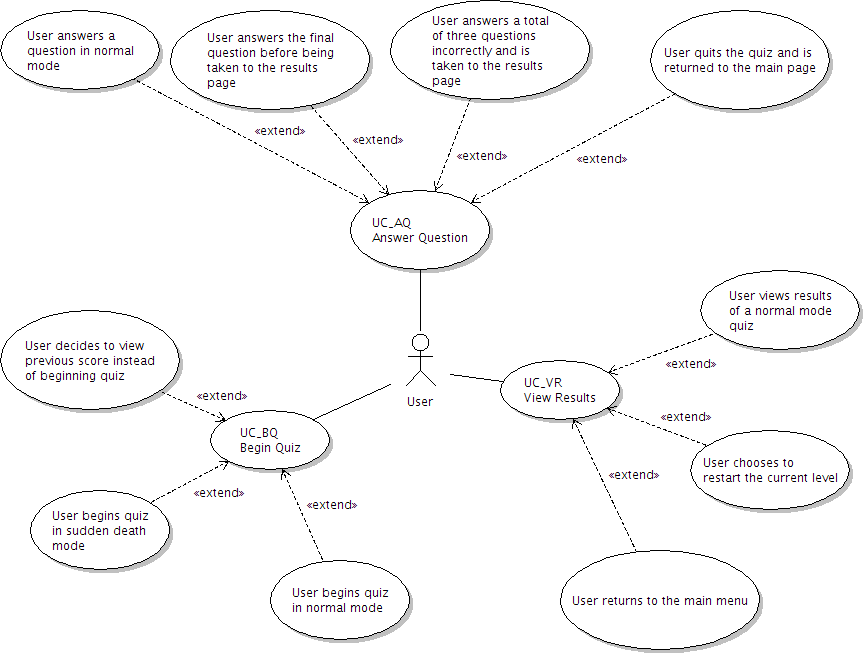 User answers a
question in normal
mode
User answers the final
question before being
taken to the results
page
User answers a total
of three questions
incorrectly and is
taken to the results
page
User quits the quiz and is
returned to the main page
«extend»
«extend»
«extend»
«extend»
UC_AQ
Answer Question
User views results
of a normal mode
quiz
User decides to view
previous score instead
of beginning quiz
«extend»
«extend»
User
UC_VR
View Results
«extend»
UC_BQ
Begin Quiz
User chooses to
restart the current level
«extend»
«extend»
«extend»
User begins quiz
in sudden death
mode
User begins quiz
in normal mode
User returns to the main menu